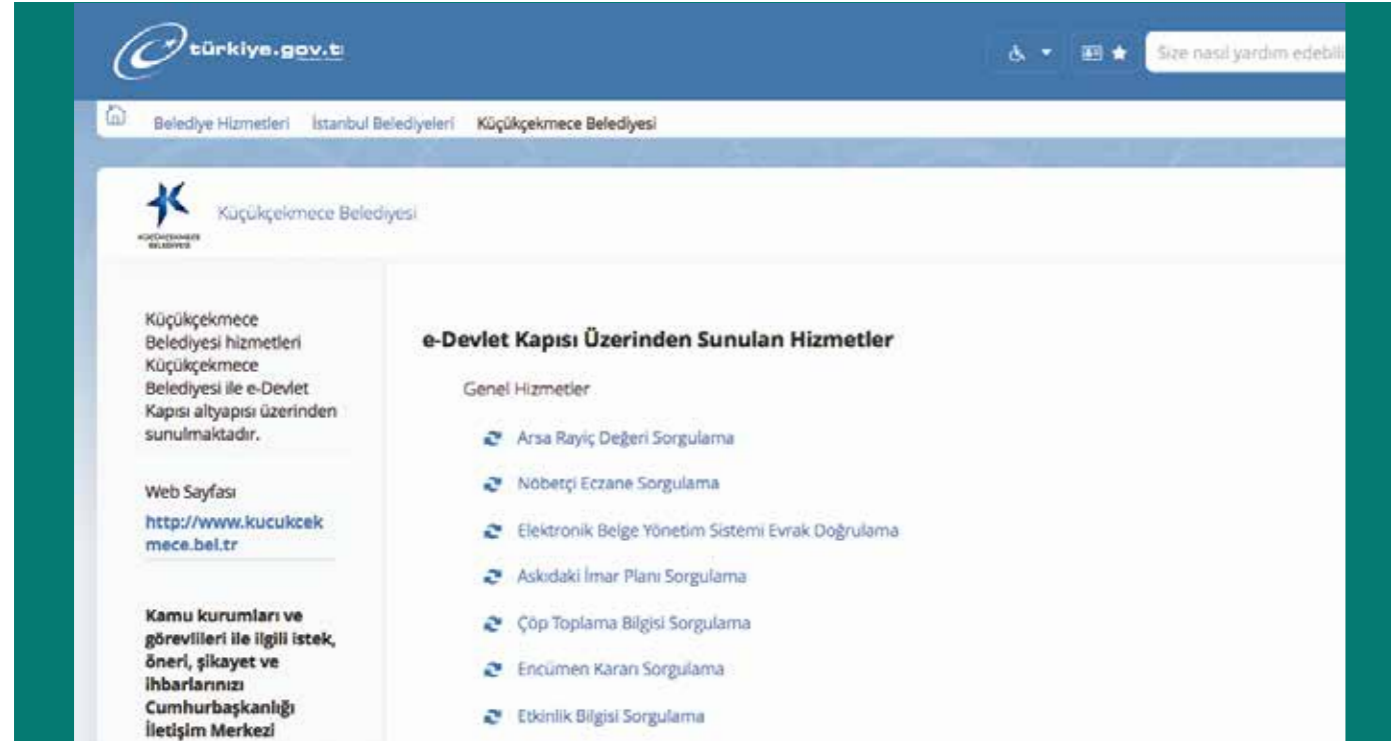 türkiye.gov.t
Size nasıl yardım edebili
Belediye Hizmetleri İstanbul Belediyeleri Küçükçekmece Belediyesi
KÜÇÜKÇEKMECE
BELEDİYESİ
Küçükçekmece Belediyesi
Küçükçekmece
Belediyesi hizmetleri
Küçükçekmece
Belediyesi ile e-Devlet
Kapısı altyapısı üzerinden
sunulmaktadır.
Web Sayfası
http://www.kucukcek
mece.bel.tr
Kamu kurumları ve
görevlileri ile ilgili istek,
öneri, şikayet ve
ihbarlarınızı
Cumhurbaşkanlığı
İletişim Merkezi
e-Devlet Kapısı Üzerinden Sunulan Hizmetler
Genel Hizmetler
Arsa Rayiç Değeri Sorgulama
Nöbetçi Eczane Sorgulama
Elektronik Belge Yönetim Sistemi Evrak Doğrulama
Askıdaki İmar Planı Sorgulama
Çöp Toplama Bilgisi Sorgulama
Encümen Kararı Sorgulama
Etkinlik Bilgisi Sorgulama